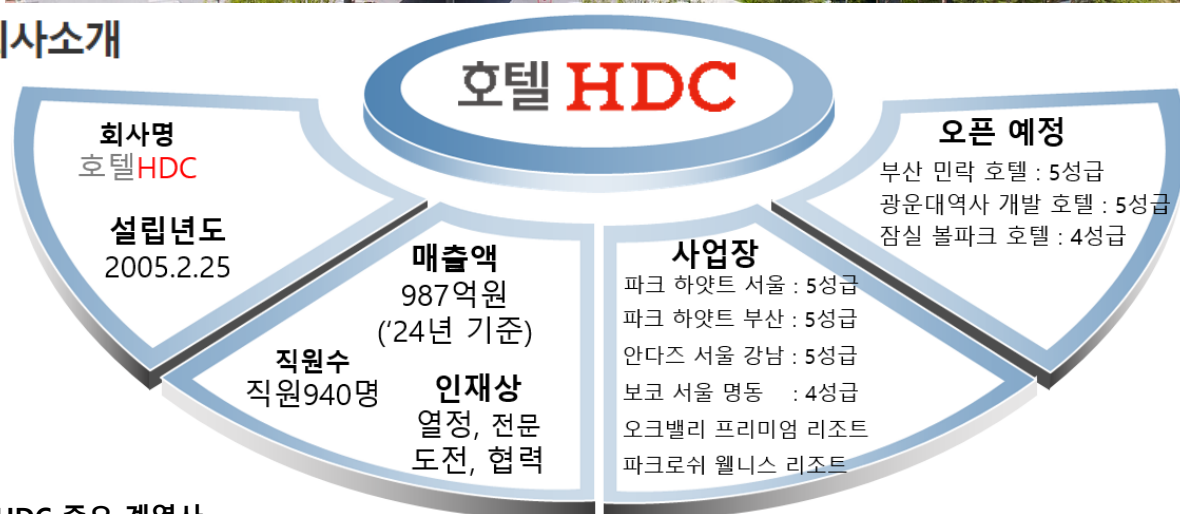 회사소개
호텔 HDC
회사명
호텔HDC
설립년도
2005.2.25
직원수
직원940명
매출액
987억원
(‘24년 기준)
인재상
열정, 전문
도전, 협력
사업장
파크 하얏트 서울 : 5성급
파크 하얏트 부산 : 5성급
안다즈 서울 강남 : 5성급
보코 서울 명동 : 4성급
오크밸리 프리미엄 리조트
파크로쉬 웰니스 리조트
오픈 예정
부산 민락 호텔 : 5성급
광운대역사 개발 호텔 : 5성급
잠실 볼파크 호텔 : 4성급
HDC 주요 계열사